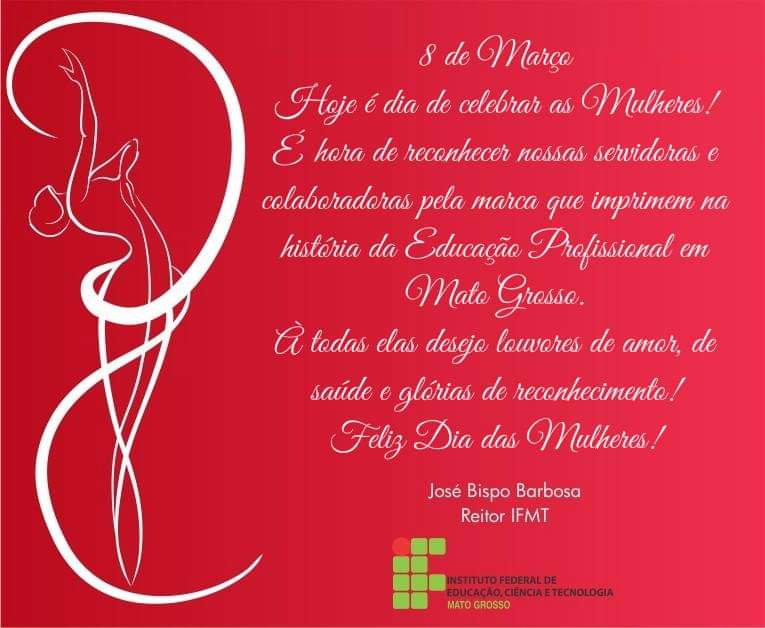 8 de Março
Hoje é dia de celebrar as Mulheres!
É hora de reconhecer nossas servidoras e
colaboradoras pela marca que imprimem na
história da Educação Profissional em
Mato Grosso.
À todas elas desejo louvores de amor, de
saúde e glórias de reconhecimento!
Feliz Dia das Mulheres!
José Bispo Barbosa
Reitor IFMT
INSTITUTO FEDERAL DE
EDUCAÇÃO, CIÊNCIA E TECNOLOGIA
MATO GROSSO